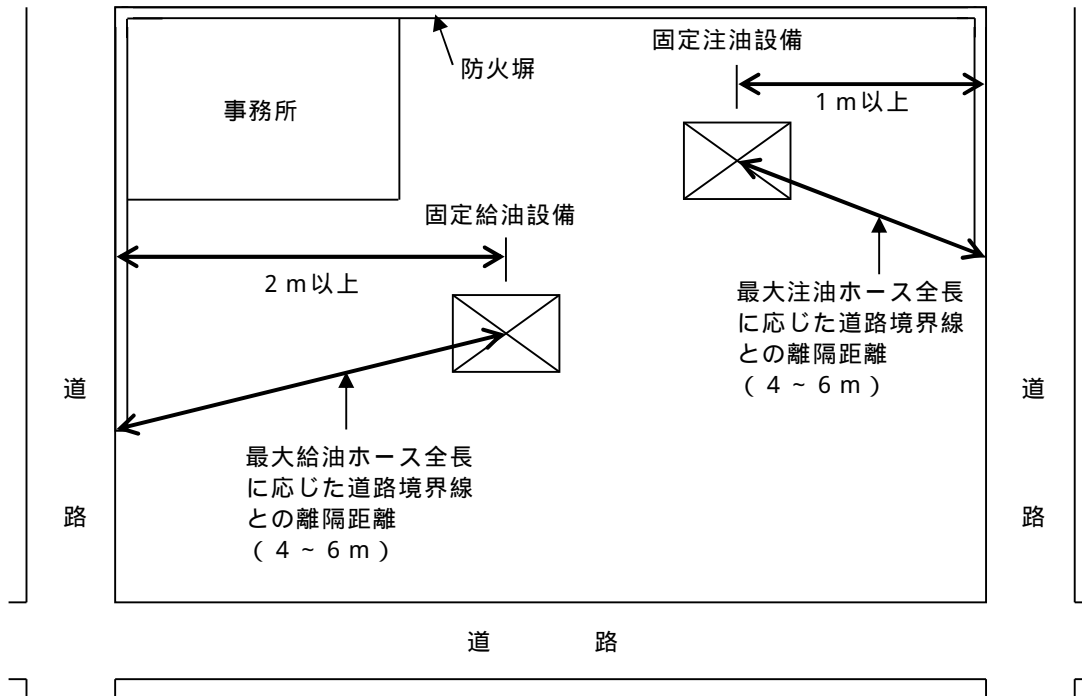 固定注油設備
防火塀
1m以上
事務所
固定給油設備
2m以上
最大注油ホース全長
に応じた道路境界線
との離隔距離
(4~6m)
道
路
道
路
最大給油ホース全長
に応じた道路境界線
との離隔距離
(4~6m)
道 路